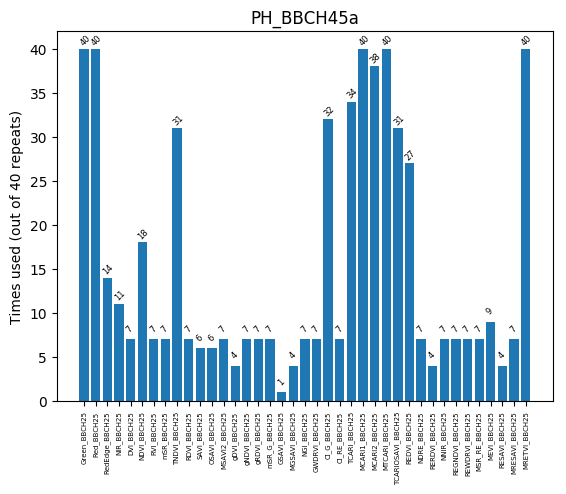 PH_BBCH45a
Times used (out of 40 repeats)
40
35
30
25
20
15
10
5
0
40
40
14
11
7
18
7
7
31
7
6
6
7
4
7
7
7
1
4
7
7
32
7
34
40
38
40
31
27
7
4
7
7
7
7
9
4
7
40
Green_BBCH25
Red_BBCH25
RedEdge_BBCH25
NIR_BBCH25
DVI_BBCH25
NDVI_BBCH25
RVI_BBCH25
mSR_BBCH25
TNDVI_BBCH25
RDVI_BBCH25
SAVI_BBCH25
OSAVI_BBCH25
MSAVI2_BBCH25
gDVI_BBCH25
gNDVI_BBCH25
gRDVI_BBCH25
mSR_G_BBCH25
GSAVI_BBCH25
MGSAVI_BBCH25
NGI_BBCH25
GWDRVI_BBCH25
CI_G_BBCH25
CI_RE_BBCH25
TCARI_BBCH25
MCARI1_BBCH25
MCARI2_BBCH25
MTCARI_BBCH25
TCARIOSAVI_BBCH25
REDVI_BBCH25
NDRE_BBCH25
RERDVI_BBCH25
NNIR_BBCH25
REGNDVI_BBCH25
REWDRVI_BBCH25
MSR_RE_BBCH25
MEVI_BBCH25
RESAVI_BBCH25
MRESAVI_BBCH25
MRETVI_BBCH25